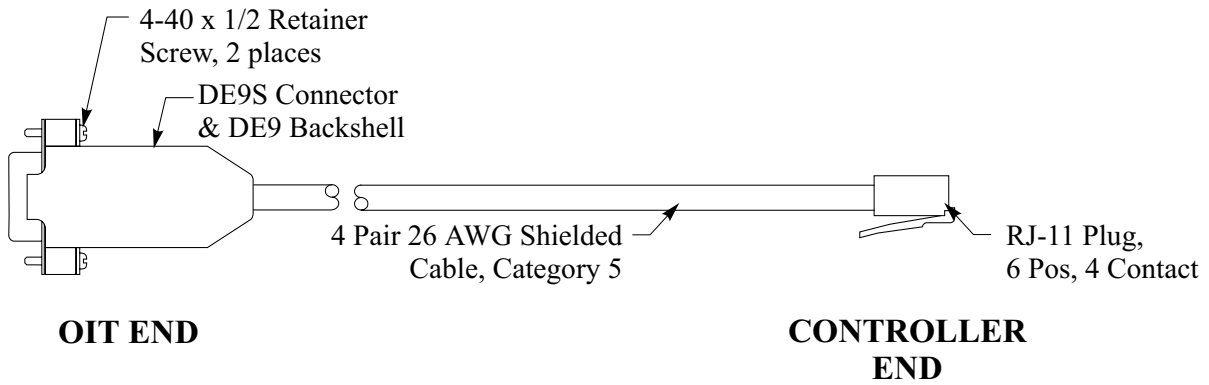 4-40 x 1/2 Retainer
Screw, 2 places
DE9S Connector
& DE9 Backshell
4 Pair 26 AWG Shielded
Cable, Category 5
RJ-11 Plug,
6 Pos, 4 Contact
OIT END
CONTROLLER
END